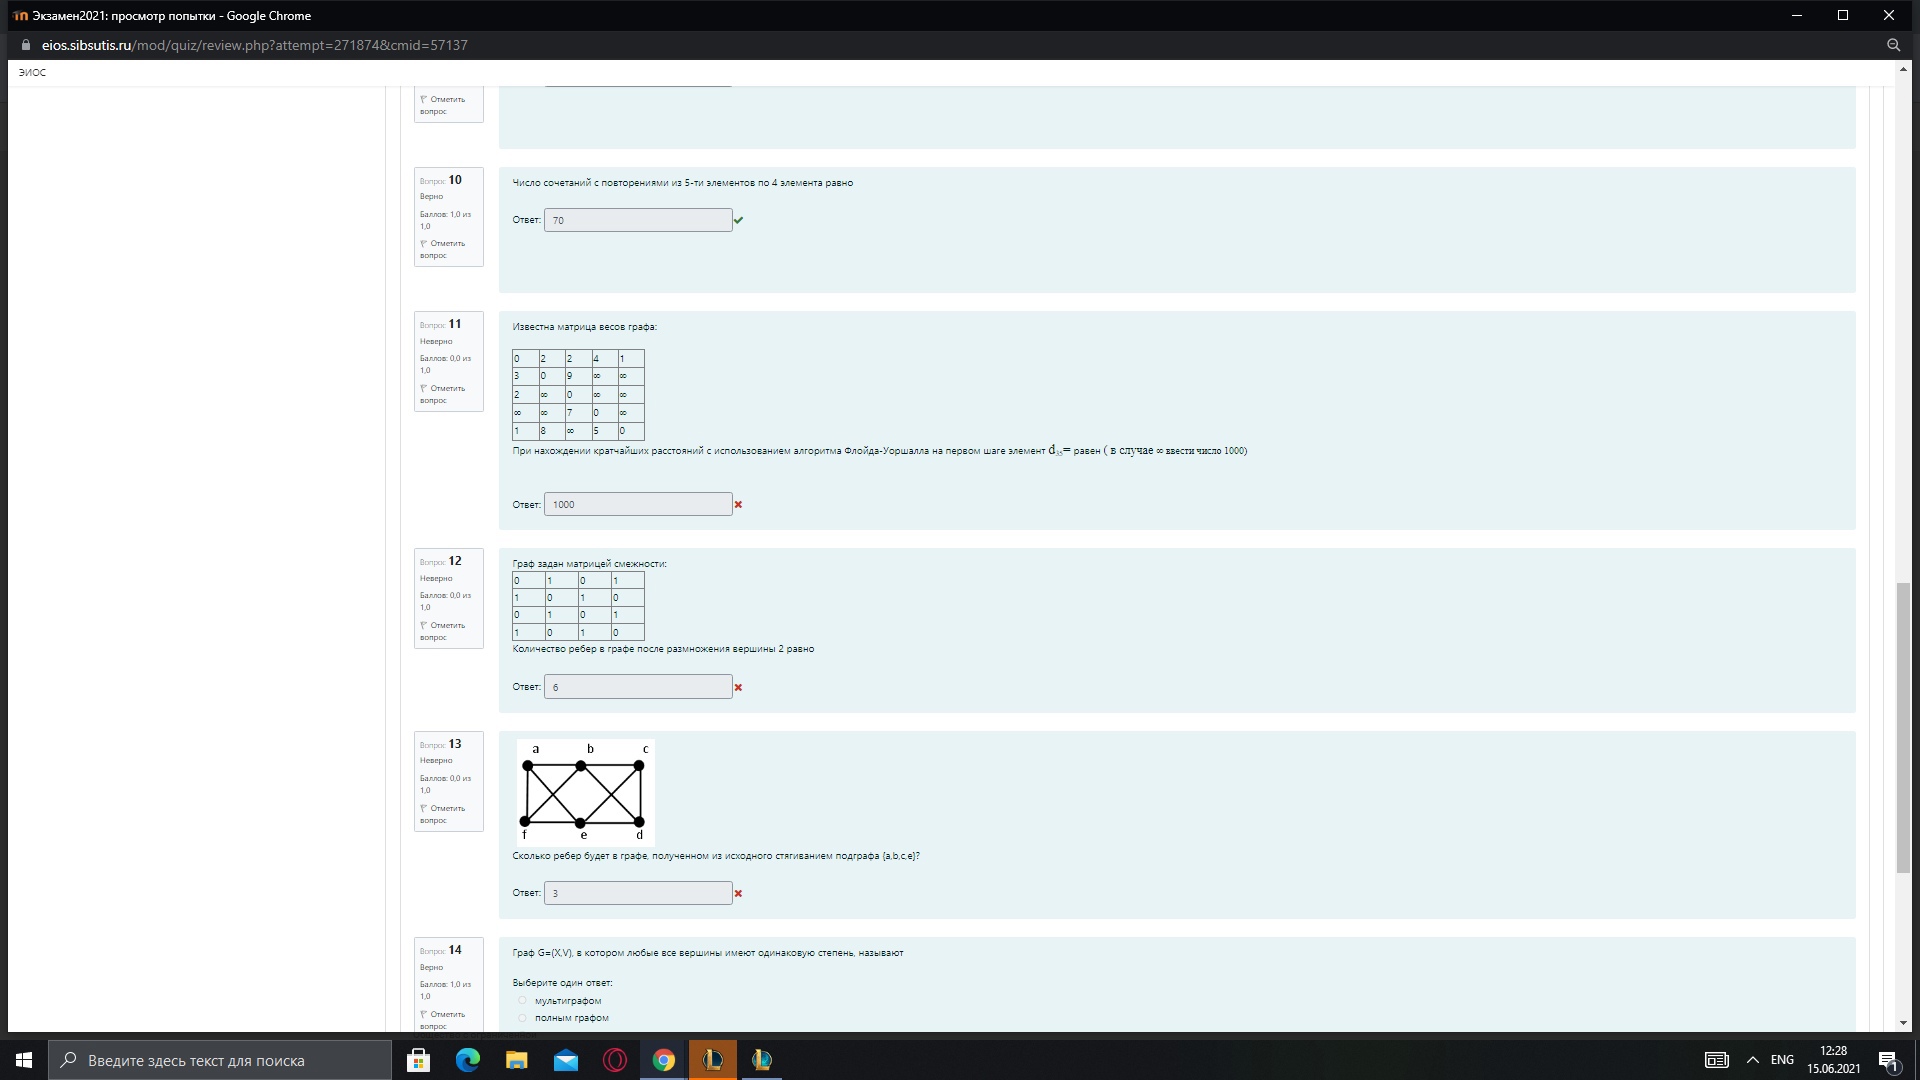 Экзамен2021: просмотр попытки - Google Chrome
eios.sibsutis.ru/mod/quiz/review.php?attempt=271874&cmid=57137
ЭИОС
Отметить
вопрос
Вопрос 10
Верно
Баллов: 1,0 из
1,0
Отметить
вопрос
Число сочетаний с повторениями из 5-ти элементов по 4 элемента равно
Ответ: 70
Вопрос 11
Неверно
Баллов: 0,0 из
1,0
Отметить
вопрос
Известна матрица весов графа:
0 2 2 4 1
3 0 9 ∞ ∞
2 ∞ 0 ∞ ∞
∞ ∞ 7 0 ∞
1 8 ∞ 5 0
При нахождении кратчайших расстояний с использованием алгоритма Флойда-Уоршалла на первом шаге элемент d35= равен ( в случае ∞ ввести число 1000)
Ответ: 1000
Вопрос 12
Неверно
Баллов: 0,0 из
1,0
Отметить
вопрос
Граф задан матрицей смежности:
0 1 0 1
1 0 1 0
0 1 0 1
1 0 1 0
Количество ребер в графе после размножения вершины 2 равно
Ответ: 6
Вопрос 13
Неверно
Баллов: 0,0 из
1,0
Отметить
вопрос
a b c
f e d
Сколько ребер будет в графе, полученном из исходного стягиванием подграфа {a,b,c,e}?
Ответ: 3
Вопрос 14
Верно
Баллов: 1,0 из
1,0
Отметить
вопрос
Граф G=(X,V), в котором любые все вершины имеют одинаковую степень, называют
Выберите один ответ:
мультиграфом
полным графом
Введите здесь текст для поиска
ENG
12:28
15.06.2021
1